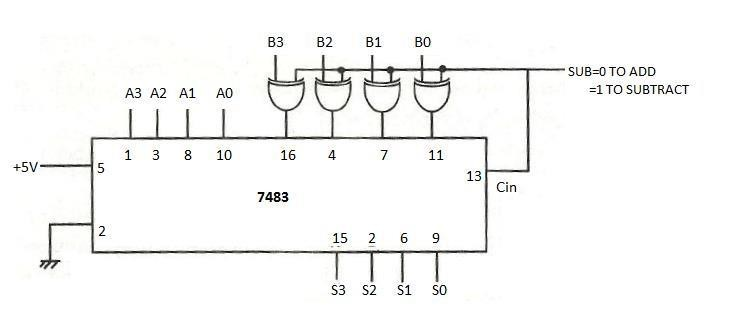 B3 B2 B1 B0
SUB=0 TO ADD
=1 TO SUBTRACT
A3 A2 A1 A0
1 3 8 10 16 4 7 11
+5V
5
13
Cin
7483
2
15 2 6 9
S3 S2 S1 S0